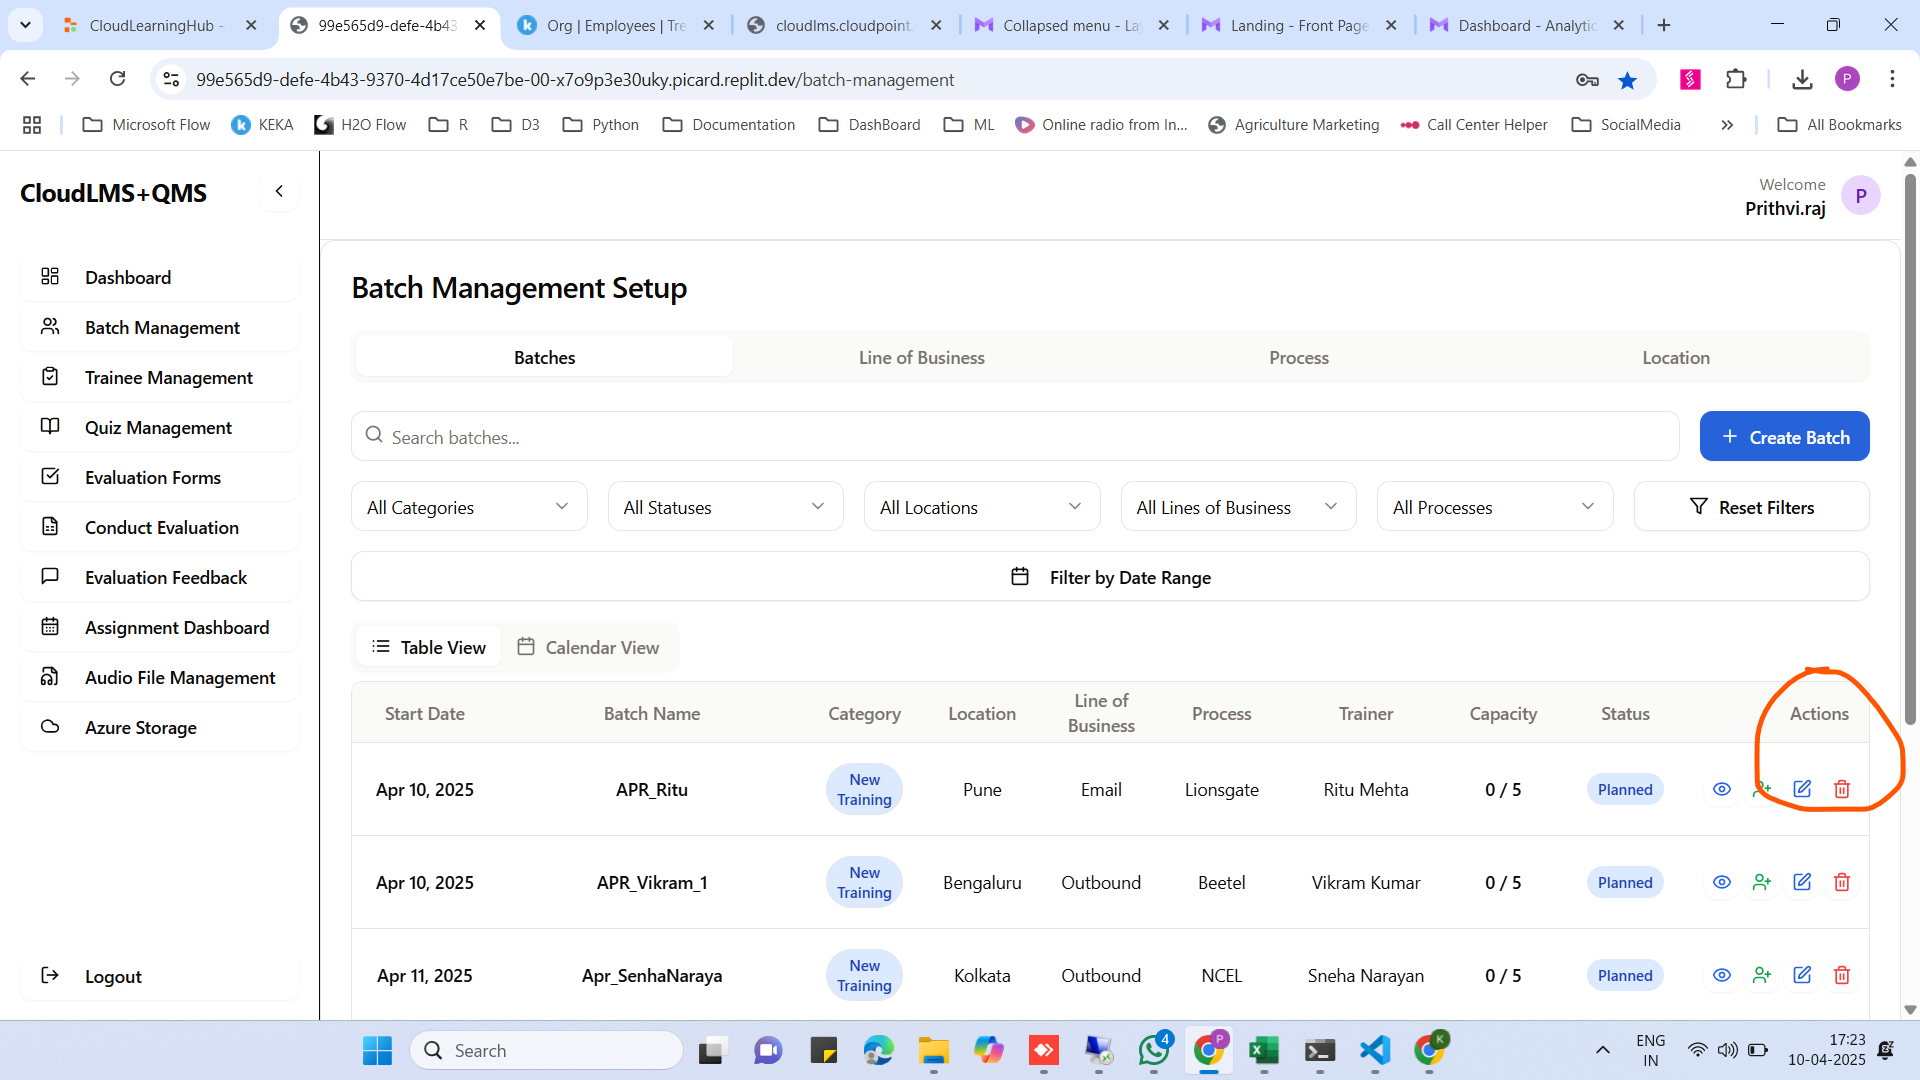 CloudLearningHub -
99e565d9-defe-4b43
Org | Employees | Tre
cloudlms.cloudpoint.
Collapsed menu - La
Landing - Front Page
Dashboard - Analytic
99e565d9-defe-4b43-9370-4d17ce50e7be-00-x7o9p3e30uky.picard.replit.dev/batch-management
P
Microsoft Flow
KEKA
H2O Flow
R
D3
Python
Documentation
DashBoard
ML
Online radio from In...
Agriculture Marketing
Call Center Helper
SocialMedia
All Bookmarks
CloudLMS+QMS
Welcome
Prithvi.raj
P
Dashboard
Batch Management
Trainee Management
Quiz Management
Evaluation Forms
Conduct Evaluation
Evaluation Feedback
Assignment Dashboard
Audio File Management
Azure Storage
Logout
Batch Management Setup
Batches Line of Business Process Location
Search batches...
+ Create Batch
All Categories All Statuses All Locations All Lines of Business All Processes Reset Filters
Filter by Date Range
Table View Calendar View
Start Date Batch Name Category Location Line of Business Process Trainer Capacity Status Actions
Apr 10, 2025 APR_Ritu New Training Pune Email Lionsgate Ritu Mehta 0 / 5 Planned
Apr 10, 2025 APR_Vikram_1 New Training Bengaluru Outbound Beetel Vikram Kumar 0 / 5 Planned
Apr 11, 2025 Apr_SenhaNaraya New Training Kolkata Outbound NCEL Sneha Narayan 0 / 5 Planned
Search
4
P
K
ENG
IN
17:23
10-04-2025